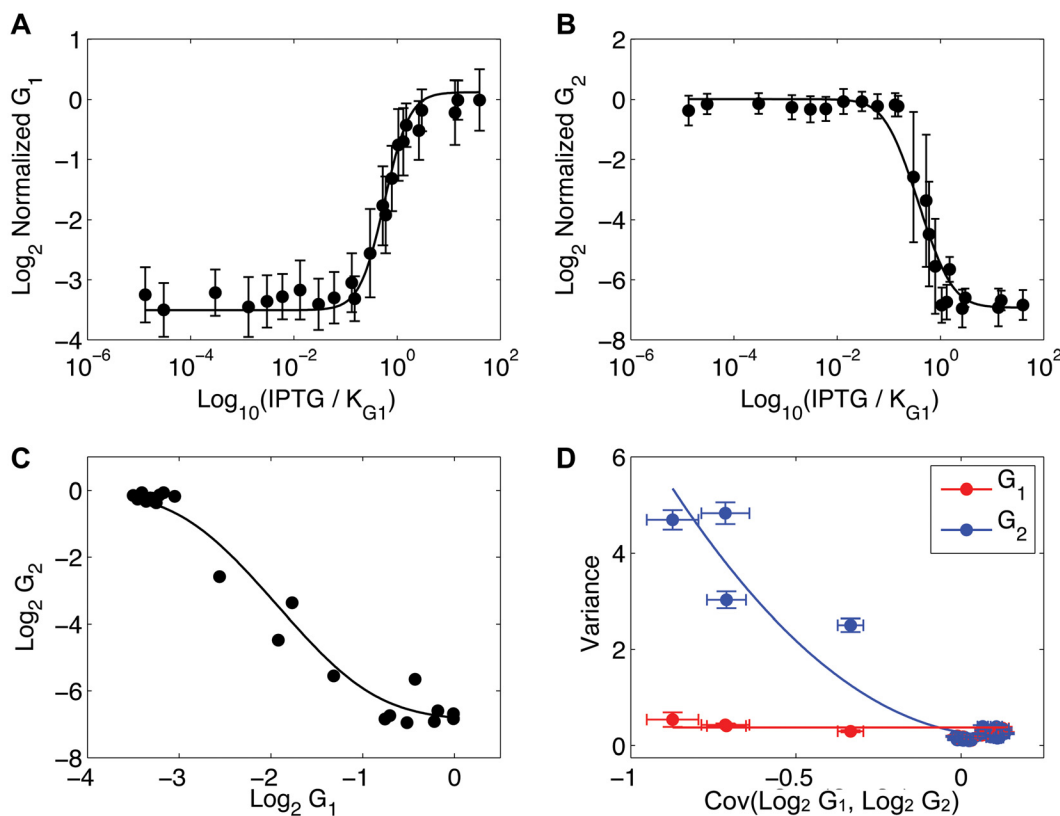 A
Log2 Normalized G1
1
0
−1
−2
−3
−4
10^−6 10^−4 10^−2 10^0 10^2
Log10(IPTG / KG1)
B
Log2 Normalized G2
2
0
−2
−4
−6
−8
10^−6 10^−4 10^−2 10^0 10^2
Log10(IPTG / KG1)
C
Log2 G2
0
−2
−4
−6
−8
−4 −3 −2 −1 0
Log2 G1
D
Variance
6
4
2
0
−1 −0.5 0
Cov(Log2 G1, Log2 G2)
G1
G2